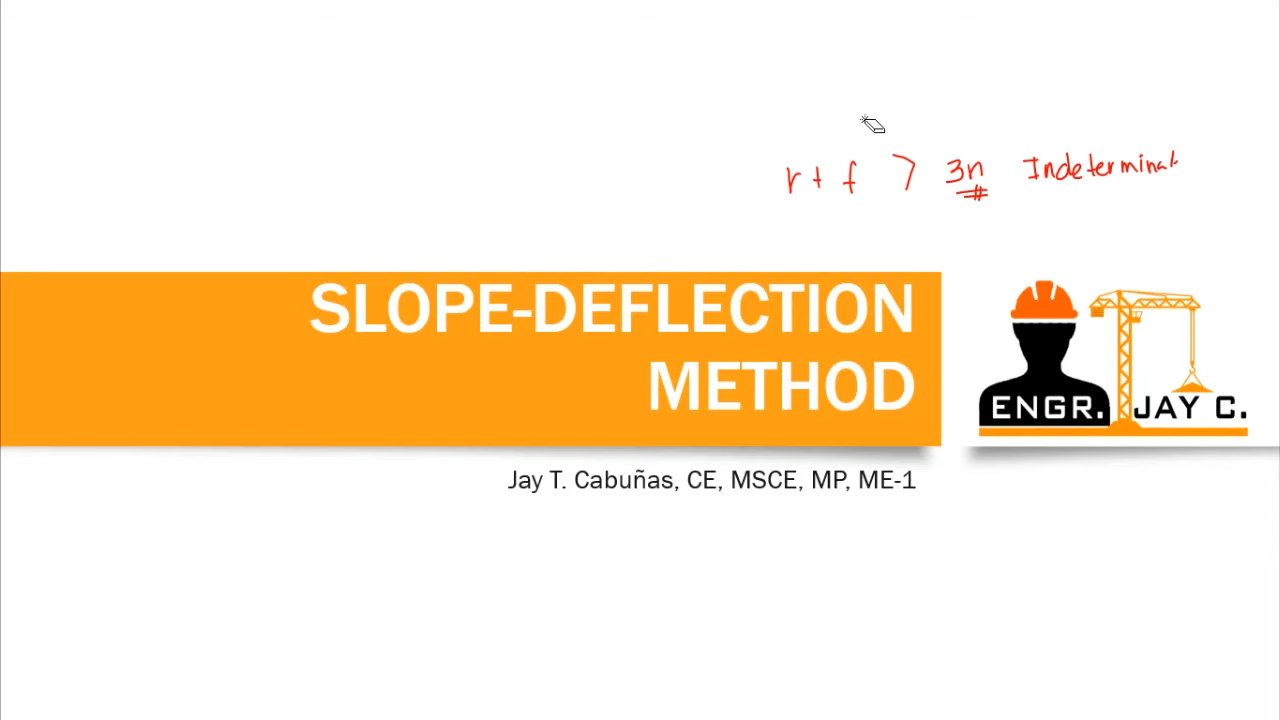 r + f > 3n Indeterminat
SLOPE-DEFLECTION
METHOD
ENGR. JAY C.
Jay T. Cabuñas, CE, MSCE, MP, ME-1